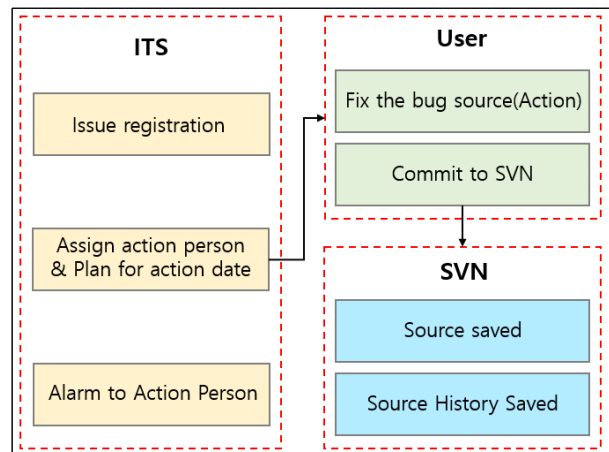 ITS
Issue registration
Assign action person
& Plan for action date
Alarm to Action Person
User
Fix the bug source(Action)
Commit to SVN
SVN
Source saved
Source History Saved